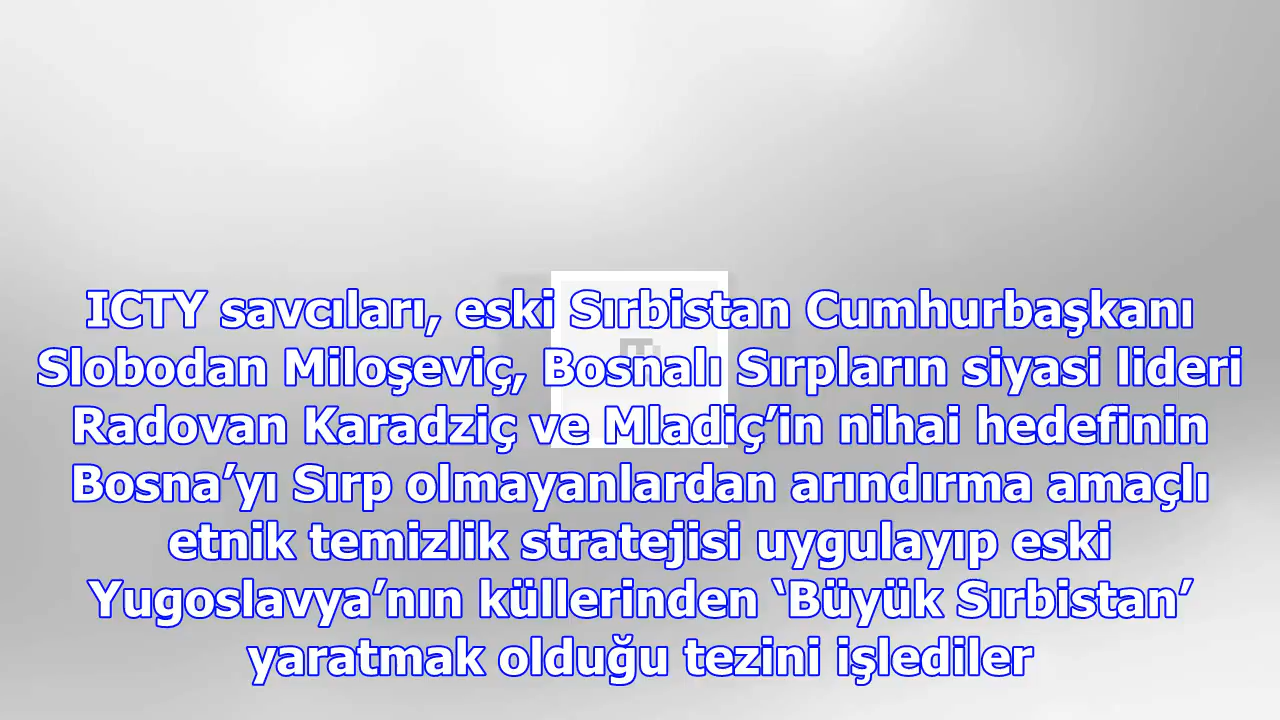 ICTY savcıları, eski Sırbistan Cumhurbaşkanı
Slobodan Miloşeviç, Bosnalı Sırpların siyasi lideri
Radovan Karadziç ve Mladiç’in nihai hedefinin
Bosna’yı Sırp olmayanlardan arındırma amaçlı
etnik temizlik stratejisi uygulayıp eski
Yugoslavya’nın küllerinden ‘Büyük Sırbistan’
yaratmak olduğu tezini işlediler